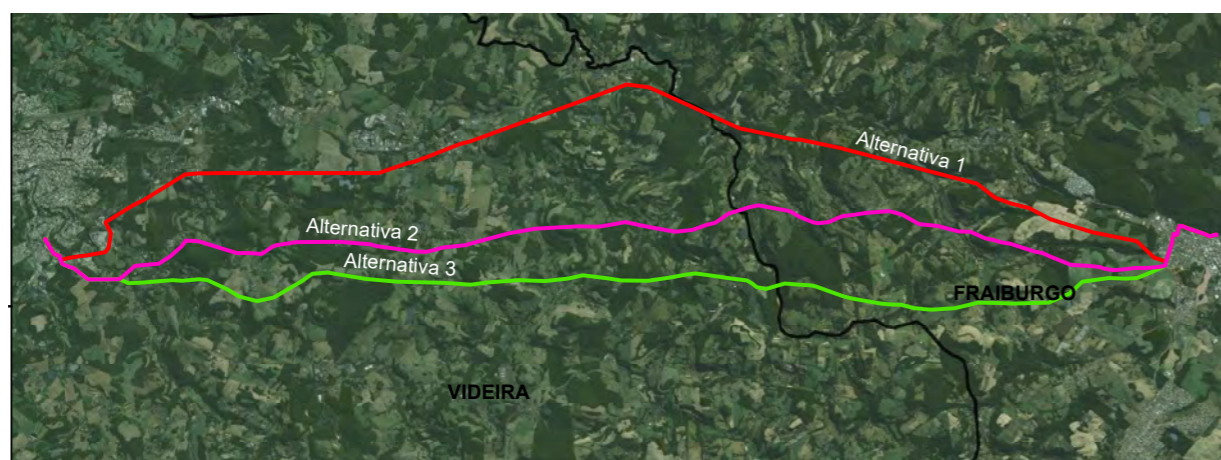 Alternativa 1
Alternativa 2
Alternativa 3
FRAIBURGO
VIDEIRA